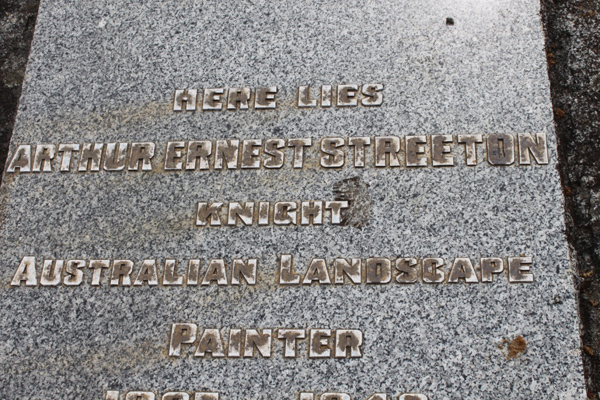 HERE LIES
ARTHUR ERNEST STREETON
KNIGHT
AUSTRALIAN LANDSCAPE
PAINTER